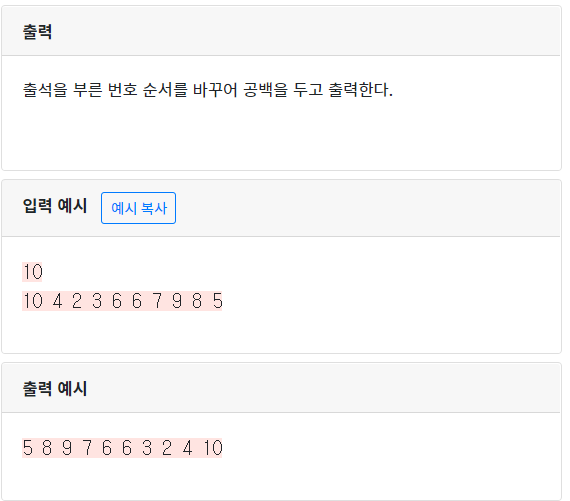 출력
출석을 부른 번호 순서를 바꾸어 공백을 두고 출력한다.
입력 예시 예시 복사
10
10 4 2 3 6 6 7 9 8 5
출력 예시
5 8 9 7 6 6 3 2 4 10